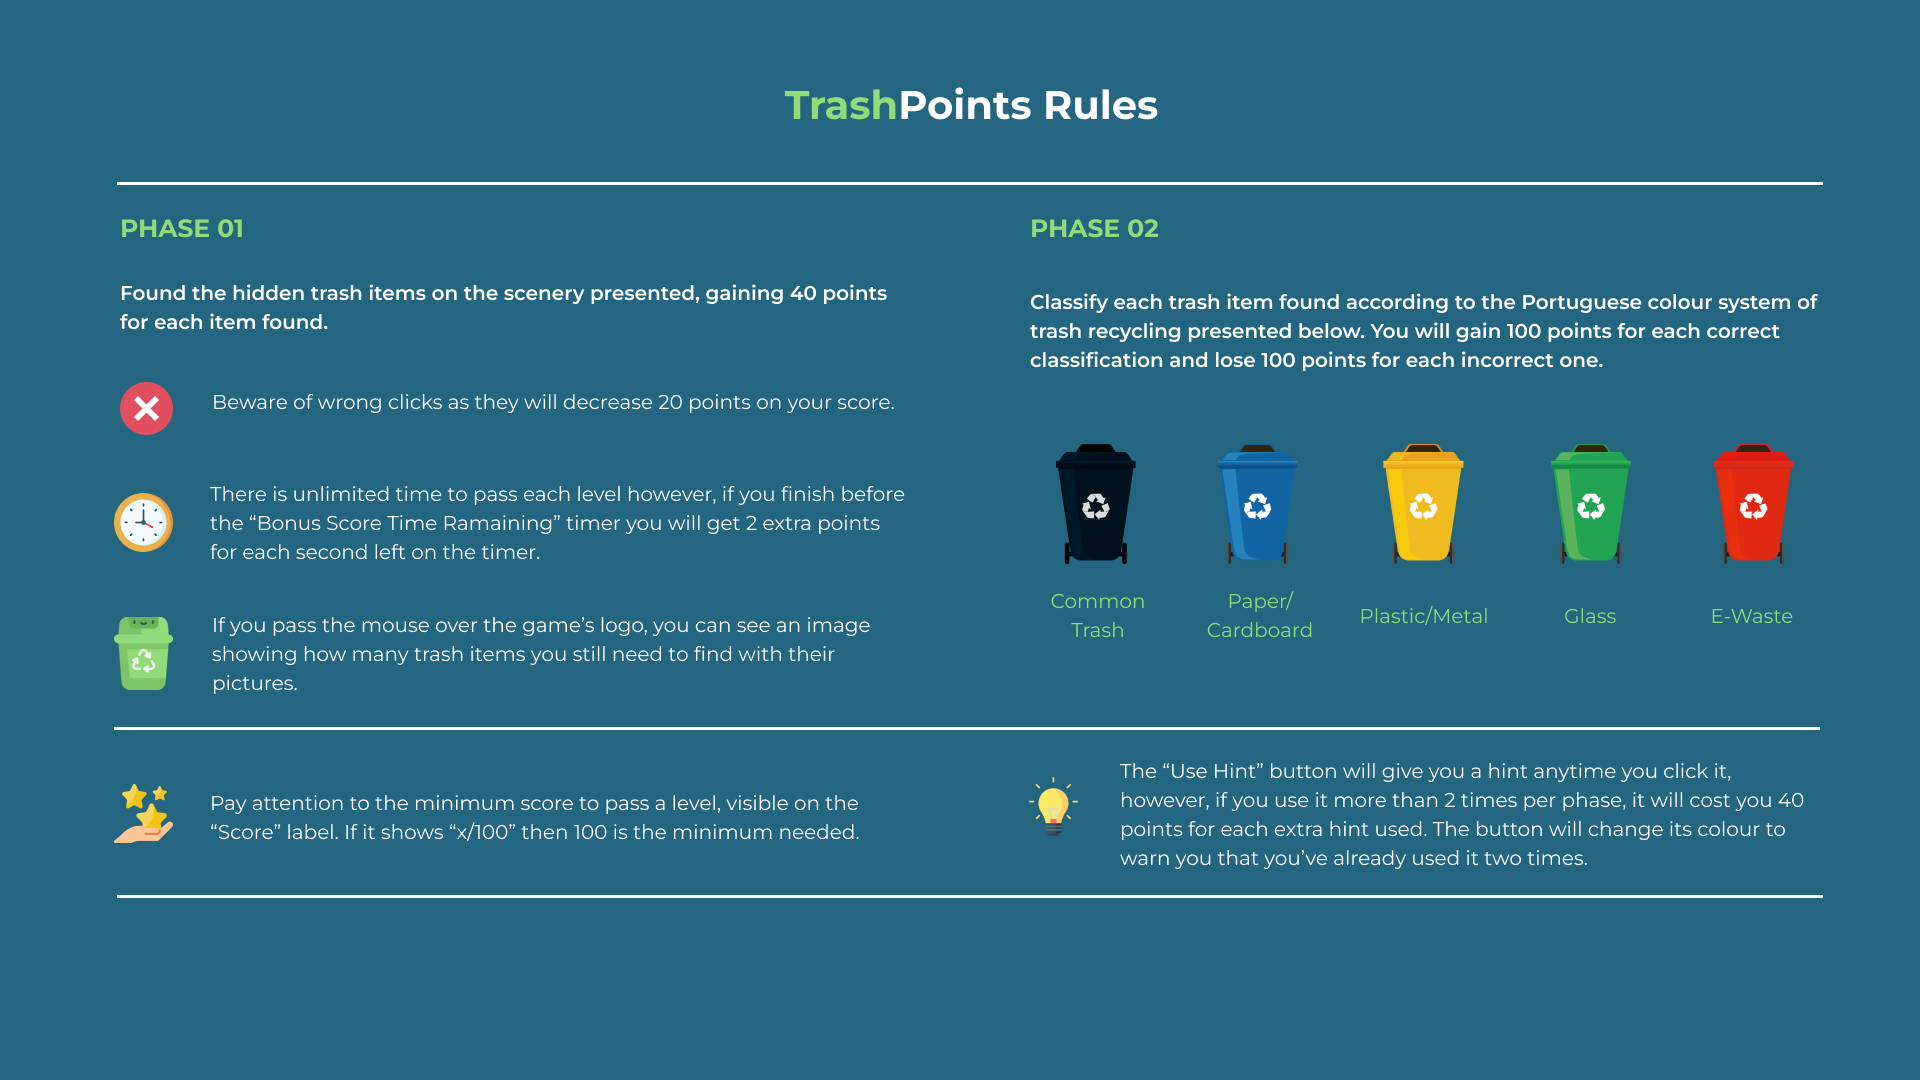 TrashPoints Rules
PHASE 01
Found the hidden trash items on the scenery presented, gaining 40 points
for each item found.
Beware of wrong clicks as they will decrease 20 points on your score.
There is unlimited time to pass each level however, if you finish before
the “Bonus Score Time Ramaining” timer you will get 2 extra points
for each second left on the timer.
If you pass the mouse over the game’s logo, you can see an image
showing how many trash items you still need to find with their
pictures.
PHASE 02
Classify each trash item found according to the Portuguese colour system of
trash recycling presented below. You will gain 100 points for each correct
classification and lose 100 points for each incorrect one.
Common
Trash
Paper/
Cardboard
Plastic/Metal
Glass
E-Waste
Pay attention to the minimum score to pass a level, visible on the
“Score” label. If it shows “x/100” then 100 is the minimum needed.
The “Use Hint” button will give you a hint anytime you click it,
however, if you use it more than 2 times per phase, it will cost you 40
points for each extra hint used. The button will change its colour to
warn you that you’ve already used it two times.